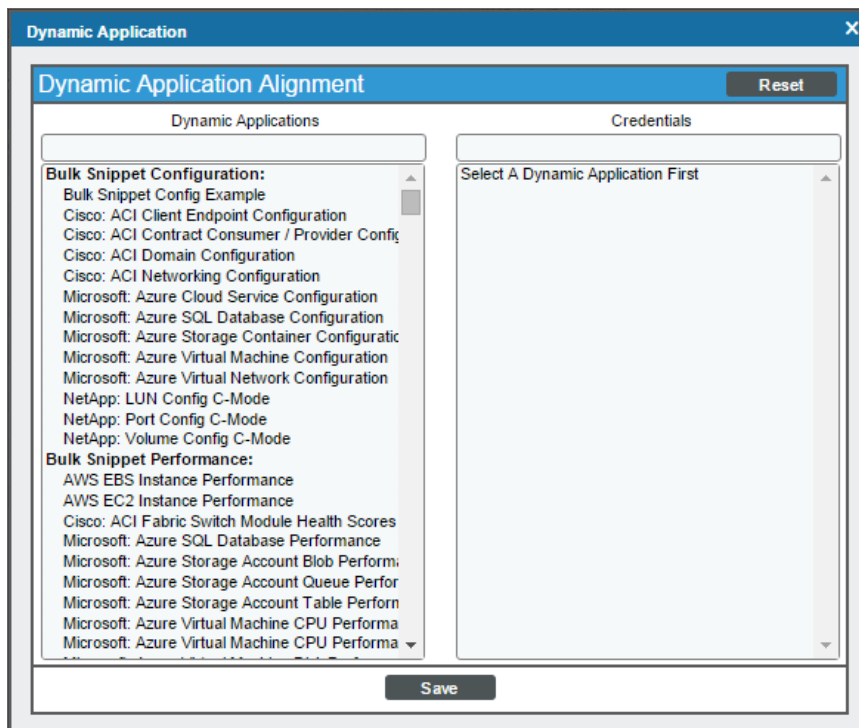 Dynamic Application
Dynamic Application Alignment
Reset
Dynamic Applications
Credentials
Bulk Snippet Configuration:
Bulk Snippet Config Example
Cisco: ACI Client Endpoint Configuration
Cisco: ACI Contract Consumer / Provider Config
Cisco: ACI Domain Configuration
Cisco: ACI Networking Configuration
Microsoft: Azure Cloud Service Configuration
Microsoft: Azure SQL Database Configuration
Microsoft: Azure Storage Container Configuratic
Microsoft: Azure Virtual Machine Configuration
Microsoft: Azure Virtual Network Configuration
NetApp: LUN Config C-Mode
NetApp: Port Config C-Mode
NetApp: Volume Config C-Mode
Bulk Snippet Performance:
AWS EBS Instance Performance
AWS EC2 Instance Performance
Cisco: ACI Fabric Switch Module Health Scores
Microsoft: Azure SQL Database Performance
Microsoft: Azure Storage Account Blob Performa
Microsoft: Azure Storage Account Queue Perfor
Microsoft: Azure Storage Account Table Perforn
Microsoft: Azure Virtual Machine CPU Performa
Microsoft: Azure Virtual Machine CPU Performa
Select A Dynamic Application First
Save